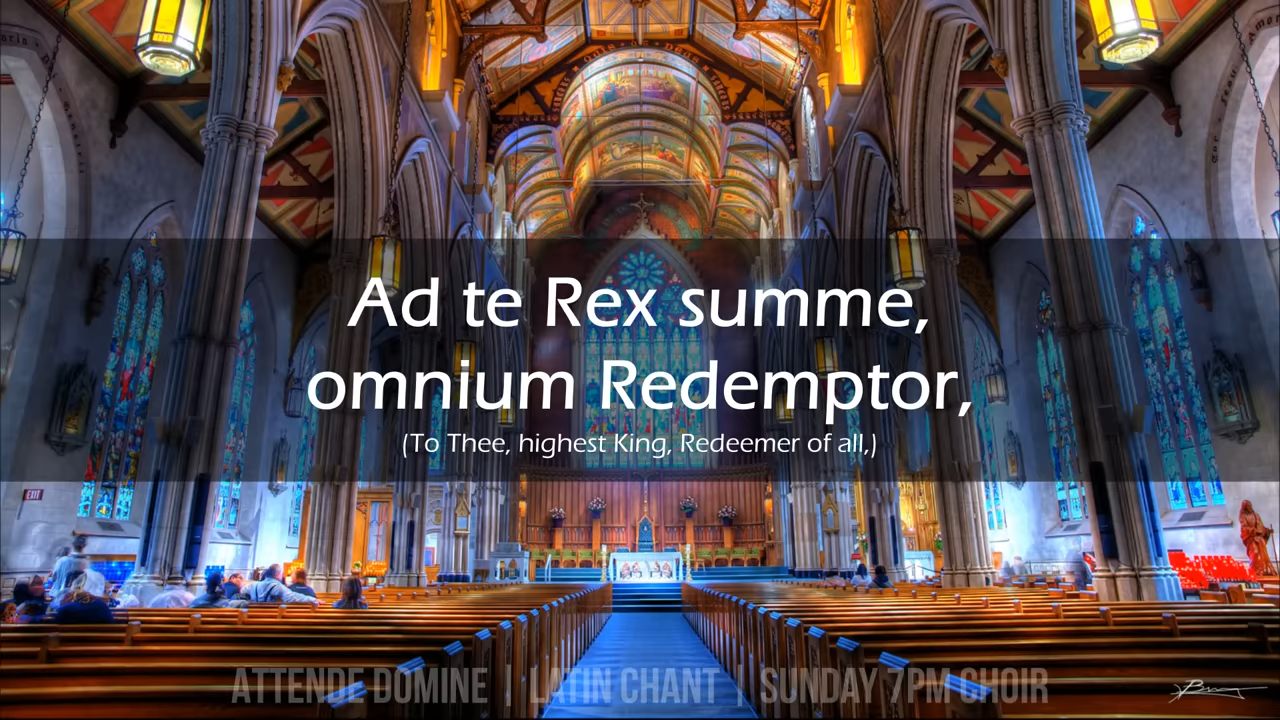 Ad te Rex summe,
omnium Redemptor,
(To Thee, highest King, Redeemer of all,)
EXIT
ATTENDE DOMINE | LATIN CHANT | SUNDAY 7PM CHOIR